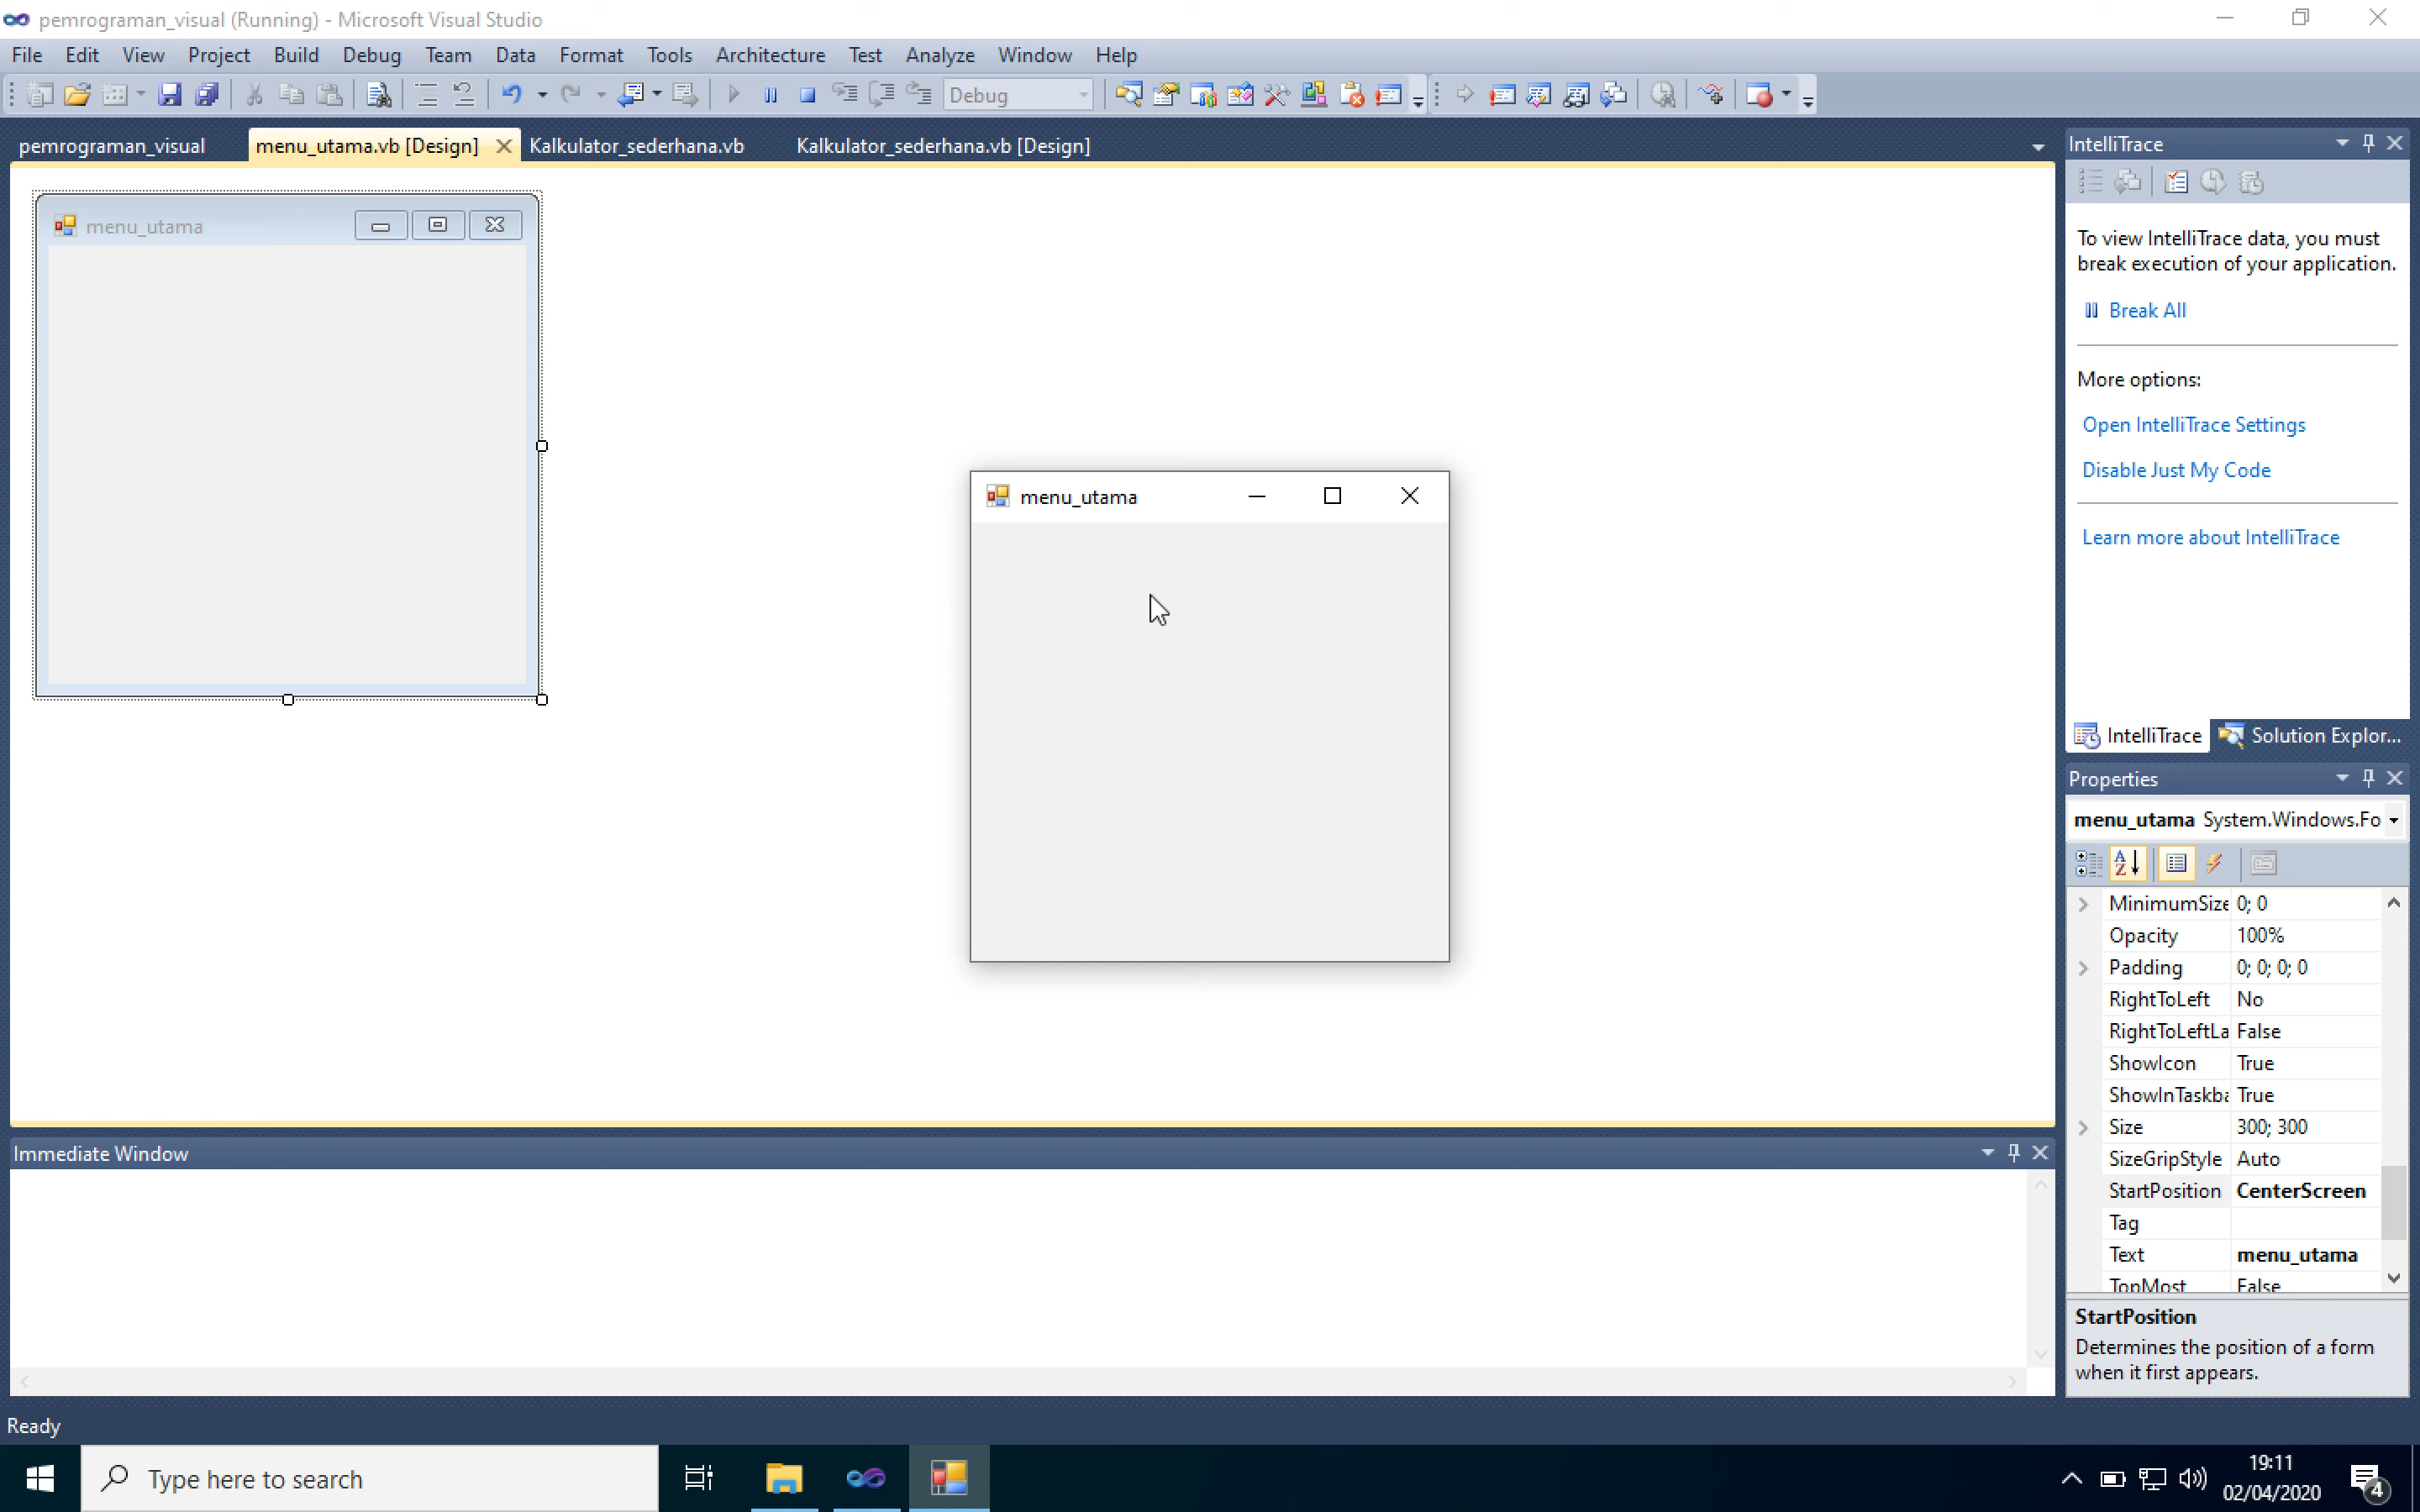 pemrograman_visual (Running) - Microsoft Visual Studio
File Edit View Project Build Debug Team Data Format Tools Architecture Test Analyze Window Help
Debug
pemrograman_visual menu_utama.vb [Design] Kalkulator_sederhana.vb Kalkulator_sederhana.vb [Design]
menu_utama
menu_utama
Immediate Window
IntelliTrace
To view IntelliTrace data, you must
break execution of your application.
Break All
More options:
Open IntelliTrace Settings
Disable Just My Code
Learn more about IntelliTrace
IntelliTrace Solution Explor...
Properties
menu_utama System.Windows.Fo
MinimumSize 0; 0
Opacity 100%
Padding 0; 0; 0; 0
RightToLeft No
RightToLeftLa False
ShowIcon True
ShowInTaskba True
Size 300; 300
SizeGripStyle Auto
StartPosition CenterScreen
Tag
Text menu_utama
TopMost False
StartPosition
Determines the position of a form
when it first appears.
Ready
Type here to search
19:11
02/04/2020
4